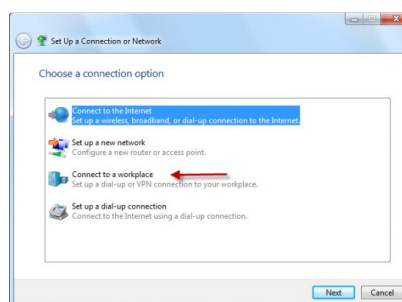 Set Up a Connection or Network
Choose a connection option
Connect to the Internet
Set up a wireless, broadband, or dial-up connection to the Internet.
Set up a new network
Configure a new router or access point.
Connect to a workplace
Set up a dial-up or VPN connection to your workplace.
Set up a dial-up connection
Connect to the Internet using a dial-up connection.
Next Cancel